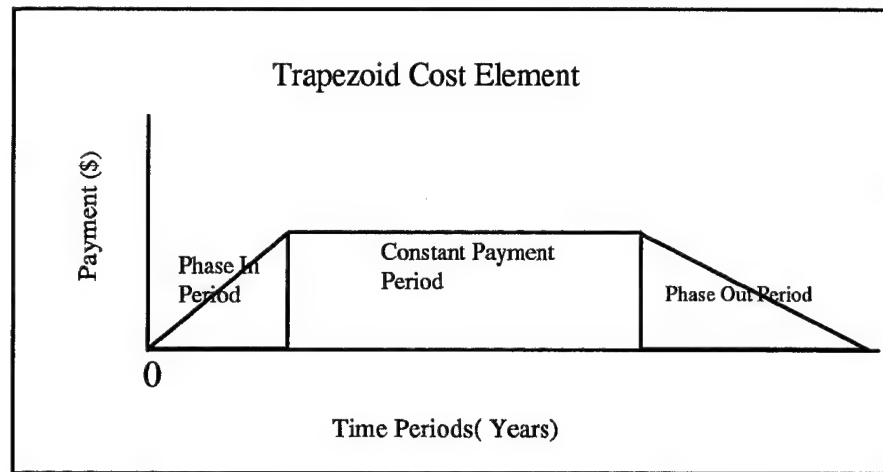 Trapezoid Cost Element
Payment ($)
Phase In
Period
Constant Payment
Period
Phase Out Period
0
Time Periods( Years)